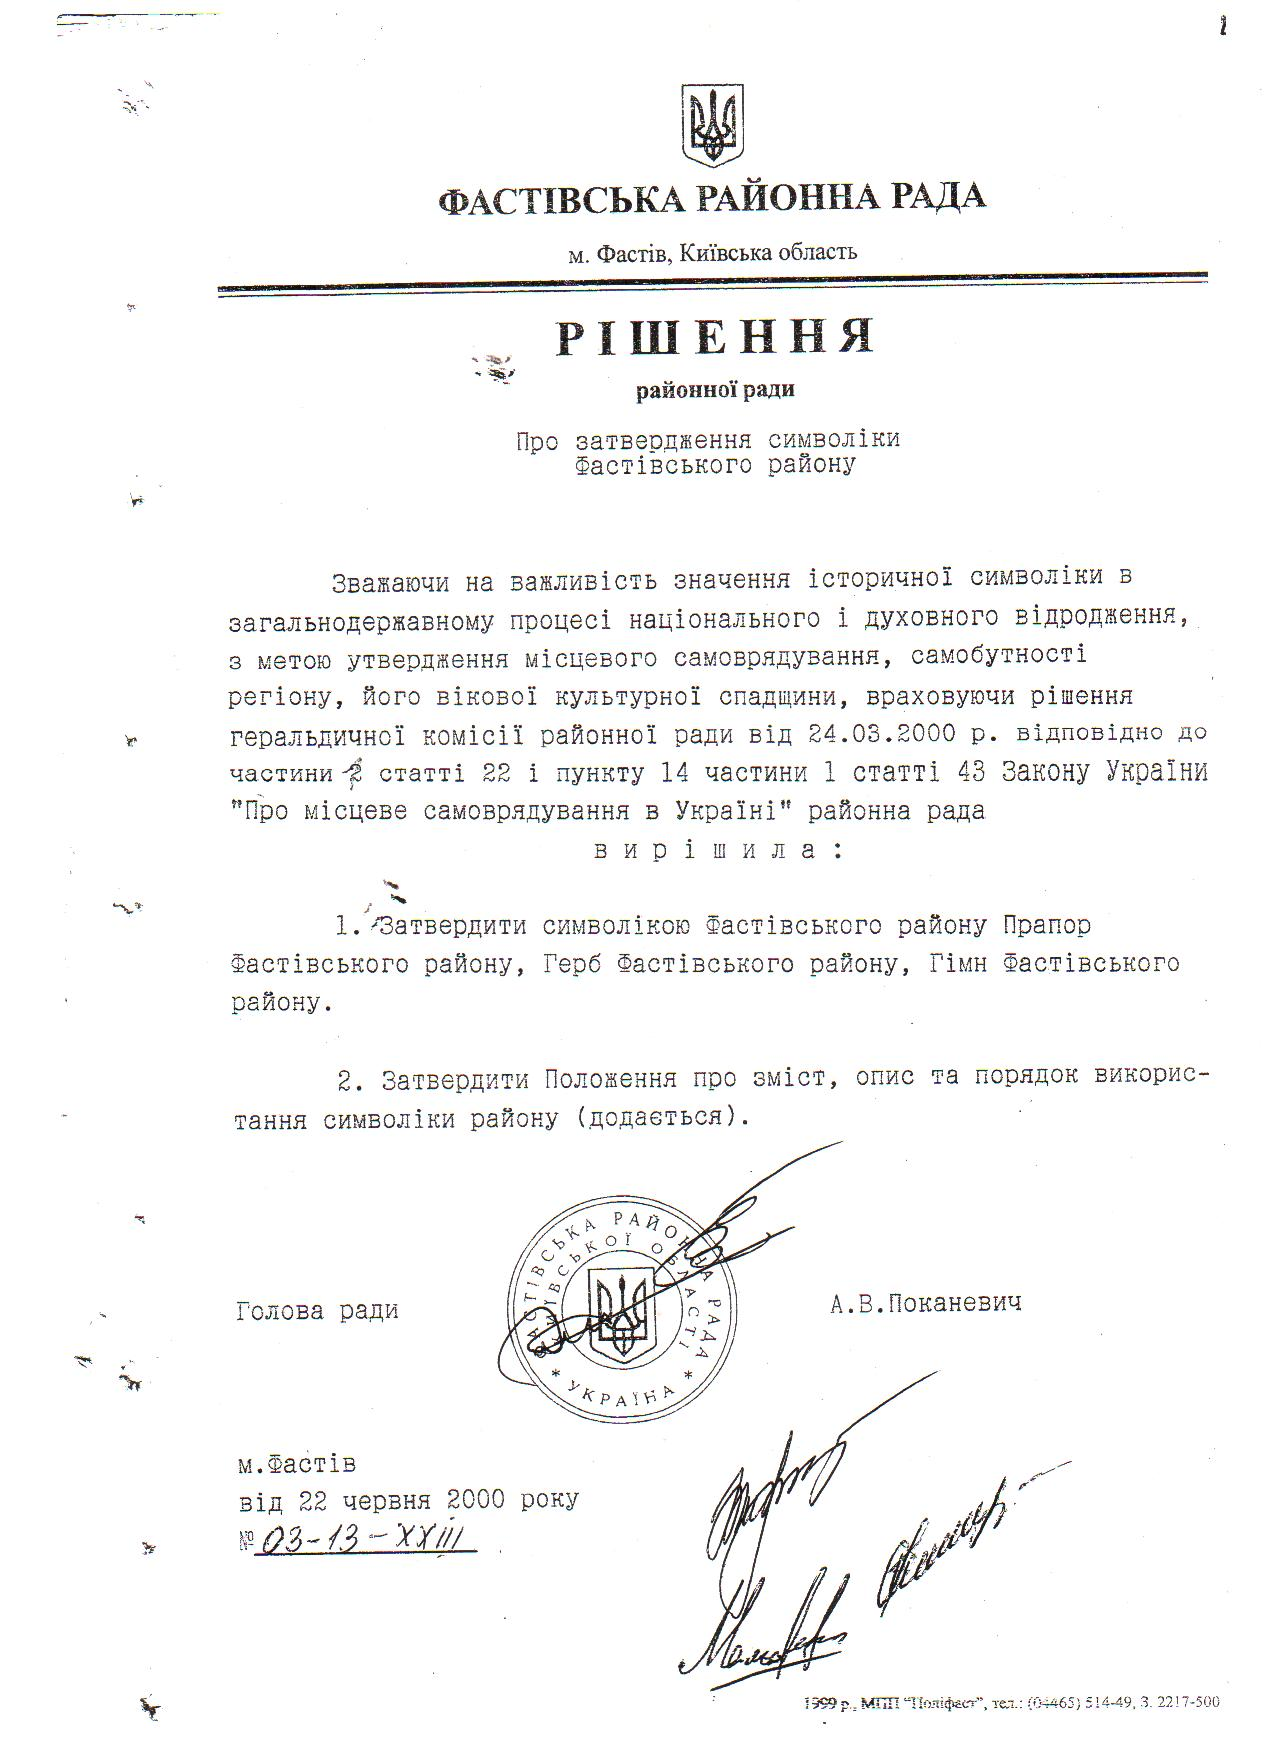 ФАСТІВСЬКА РАЙОННА РАДА
м. Фастів, Київська область
РІШЕННЯ
районної ради
Про затвердження символіки
Фастівського району
Зважаючи на важливість значення історичної символіки в
загальнодержавному процесі національного і духовного відродження,
з метою утвердження місцевого самоврядування, самобутності
регіону, його вікової культурної спадщини, враховуючи рішення
геральдичної комісії районної ради від 24.03.2000 р. відповідно до
частини 2 статті 22 і пункту 14 частини 1 статті 43 Закону України
"Про місцеве самоврядування в Україні" районна рада
в и р і ш и л а :
1. Затвердити символікою Фастівського району Прапор
Фастівського району, Герб Фастівського району, Гімн Фастівського
району.
2. Затвердити Положення про зміст, опис та порядок викорис-
тання символіки району (додається).
ФАСТІВСЬКА РАЙОННА РАДА
КИЇВСЬКОЇ ОБЛАСТІ
* УКРАЇНА *
Голова ради А.В.Поканевич
м.Фастів
від 22 червня 2000 року
№ 03-13-XXIII
1999 р., МПП "Поліфаст", тел.: (04465) 514-49, З. 2217-500